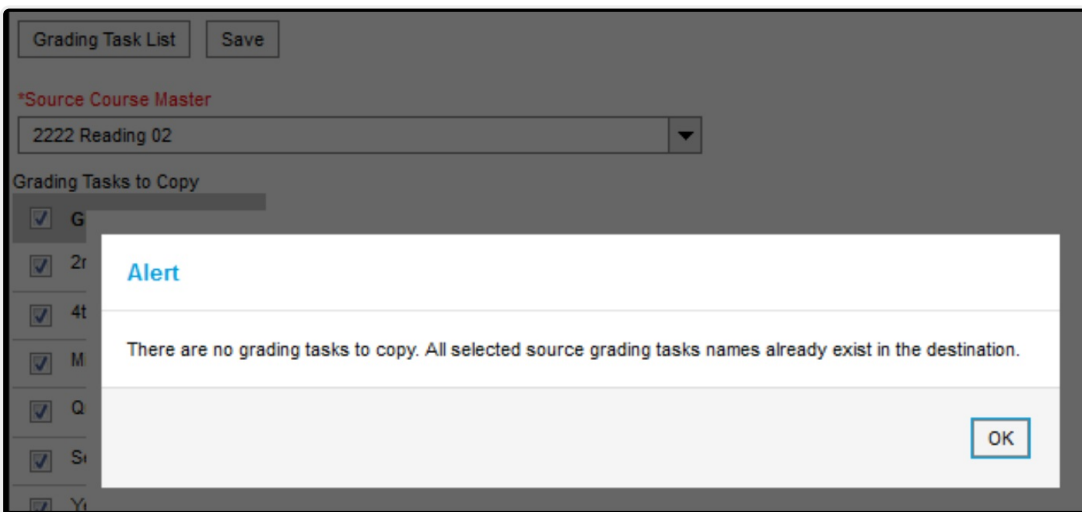 Grading Task List Save
*Source Course Master
2222 Reading 02
Grading Tasks to Copy
Alert
There are no grading tasks to copy. All selected source grading tasks names already exist in the destination.
OK